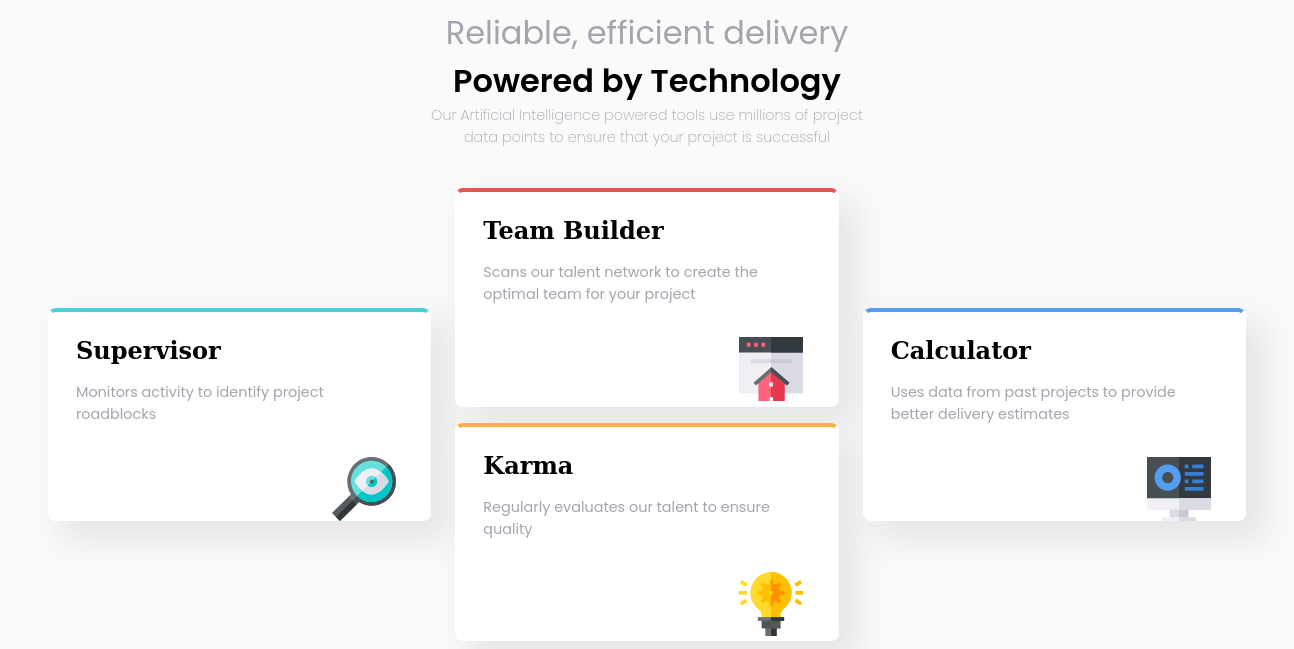 Reliable, efficient delivery
Powered by Technology
Our Artificial Intelligence powered tools use millions of project
data points to ensure that your project is successful
Supervisor
Monitors activity to identify project
roadblocks
Team Builder
Scans our talent network to create the
optimal team for your project
Karma
Regularly evaluates our talent to ensure
quality
Calculator
Uses data from past projects to provide
better delivery estimates